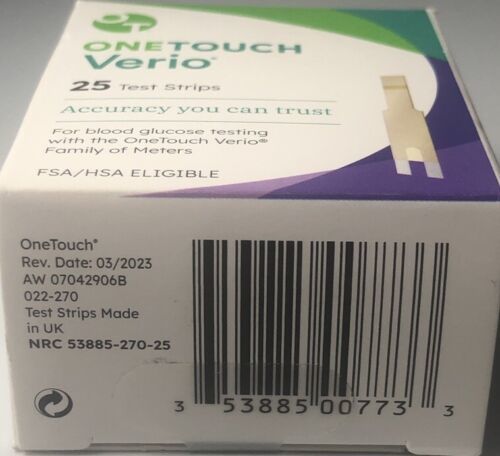 ONETOUCH
Verio®
25 Test Strips
Accuracy you can trust
For blood glucose testing
with the OneTouch Verio®
Family of Meters
FSA/HSA ELIGIBLE
OneTouch®
Rev. Date: 03/2023
AW 07042906B
022-270
Test Strips Made
in UK
NRC 53885-270-25
3 53885 00773 3